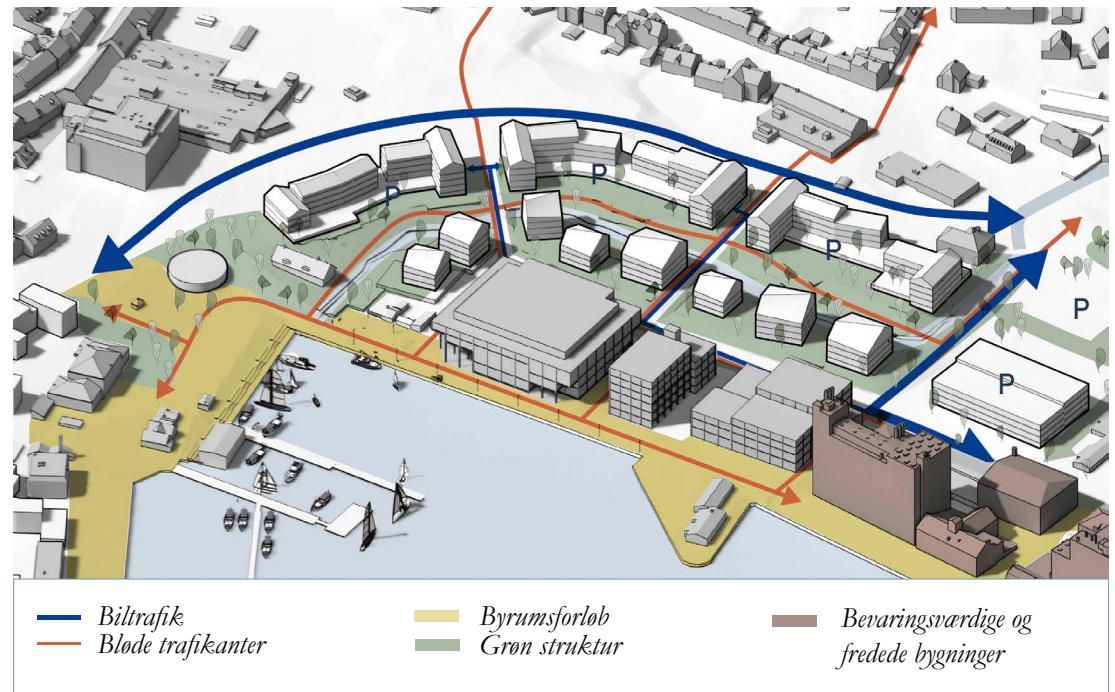 P
P
P
P
P
Biltrafik
Bløde trafikanter
Byrumsforløb
Grøn struktur
Bevaringsværdige og
fredede bygninger